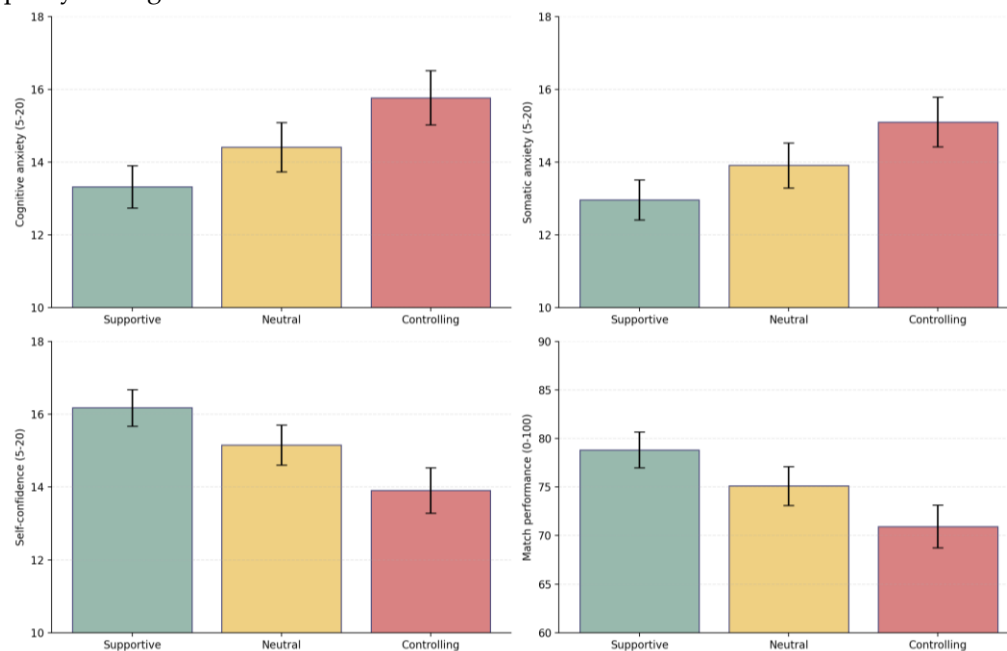 18
16
14
12
10
Cognitive anxiety (5-20)
Supportive
Neutral
Controlling
18
16
14
12
10
Somatic anxiety (5-20)
Supportive
Neutral
Controlling
18
16
14
12
10
Self-confidence (5-20)
Supportive
Neutral
Controlling
90
85
80
75
70
65
60
Match performance (0-100)
Supportive
Neutral
Controlling